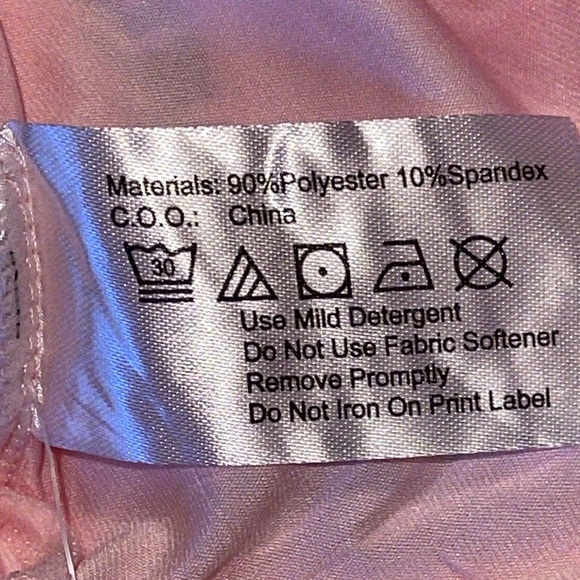 Materials: 90%Polyester 10%Spandex
C.O.O.: China
30
Use Mild Detergent
Do Not Use Fabric Softener
Remove Promptly
Do Not Iron On Print Label